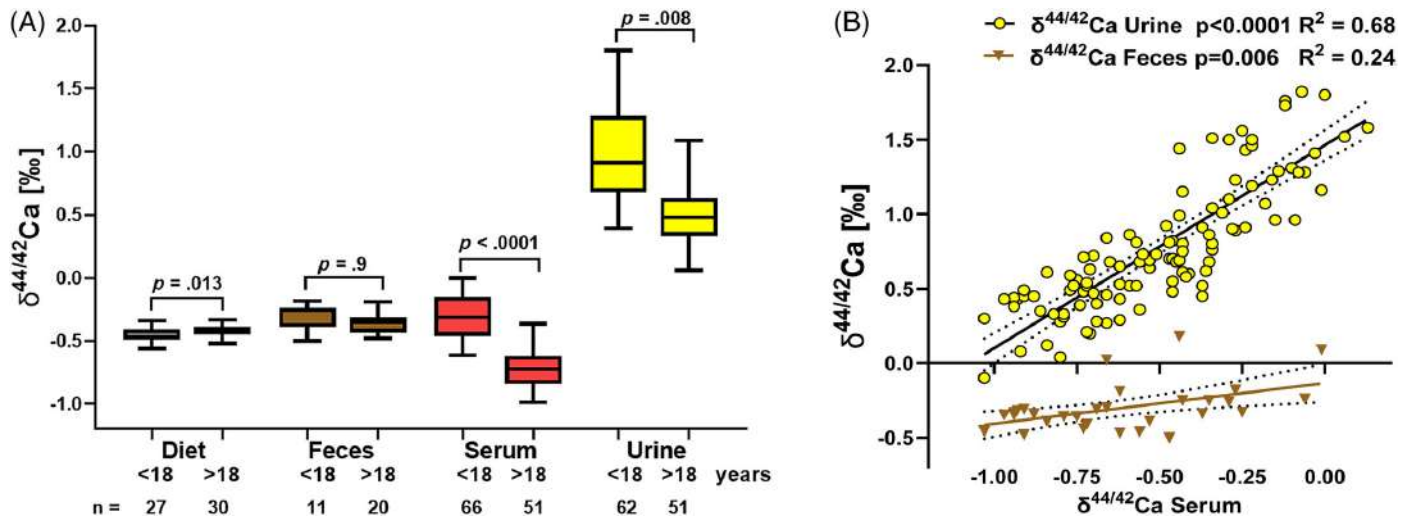 (A)
δ44/42Ca [‰]
2.0
1.5
1.0
0.5
0.0
-0.5
-1.0
p = .013
p = .9
p < .0001
p = .008
Diet Feces Serum Urine
<18 >18 <18 >18 <18 >18 <18 >18 years
n = 27 30 11 20 66 51 62 51
(B)
δ44/42Ca Urine p<0.0001 R2 = 0.68
δ44/42Ca Feces p=0.006 R2 = 0.24
δ44/42Ca [‰]
2.0
1.5
1.0
0.5
0.0
-0.5
-1.00 -0.75 -0.50 -0.25 0.00
δ44/42Ca Serum